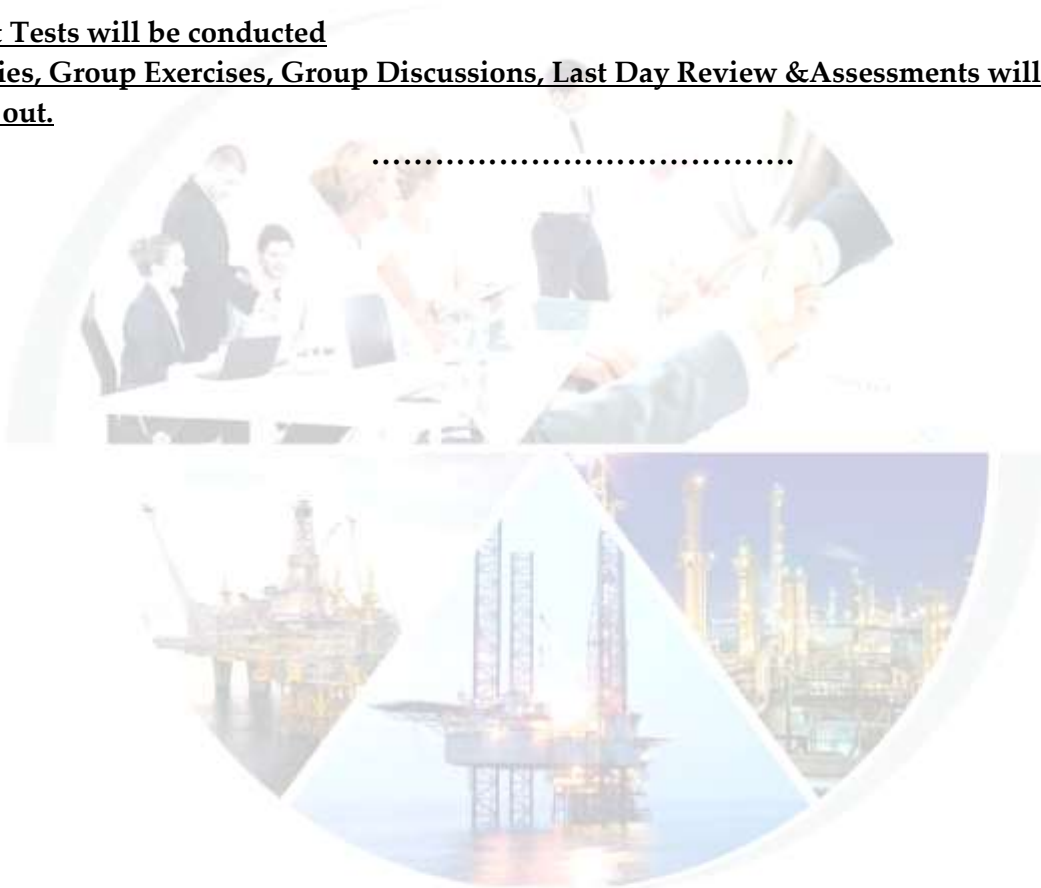 Tests will be conducted
ies, Group Exercises, Group Discussions, Last Day Review &Assessments will
out.
…………………………………..